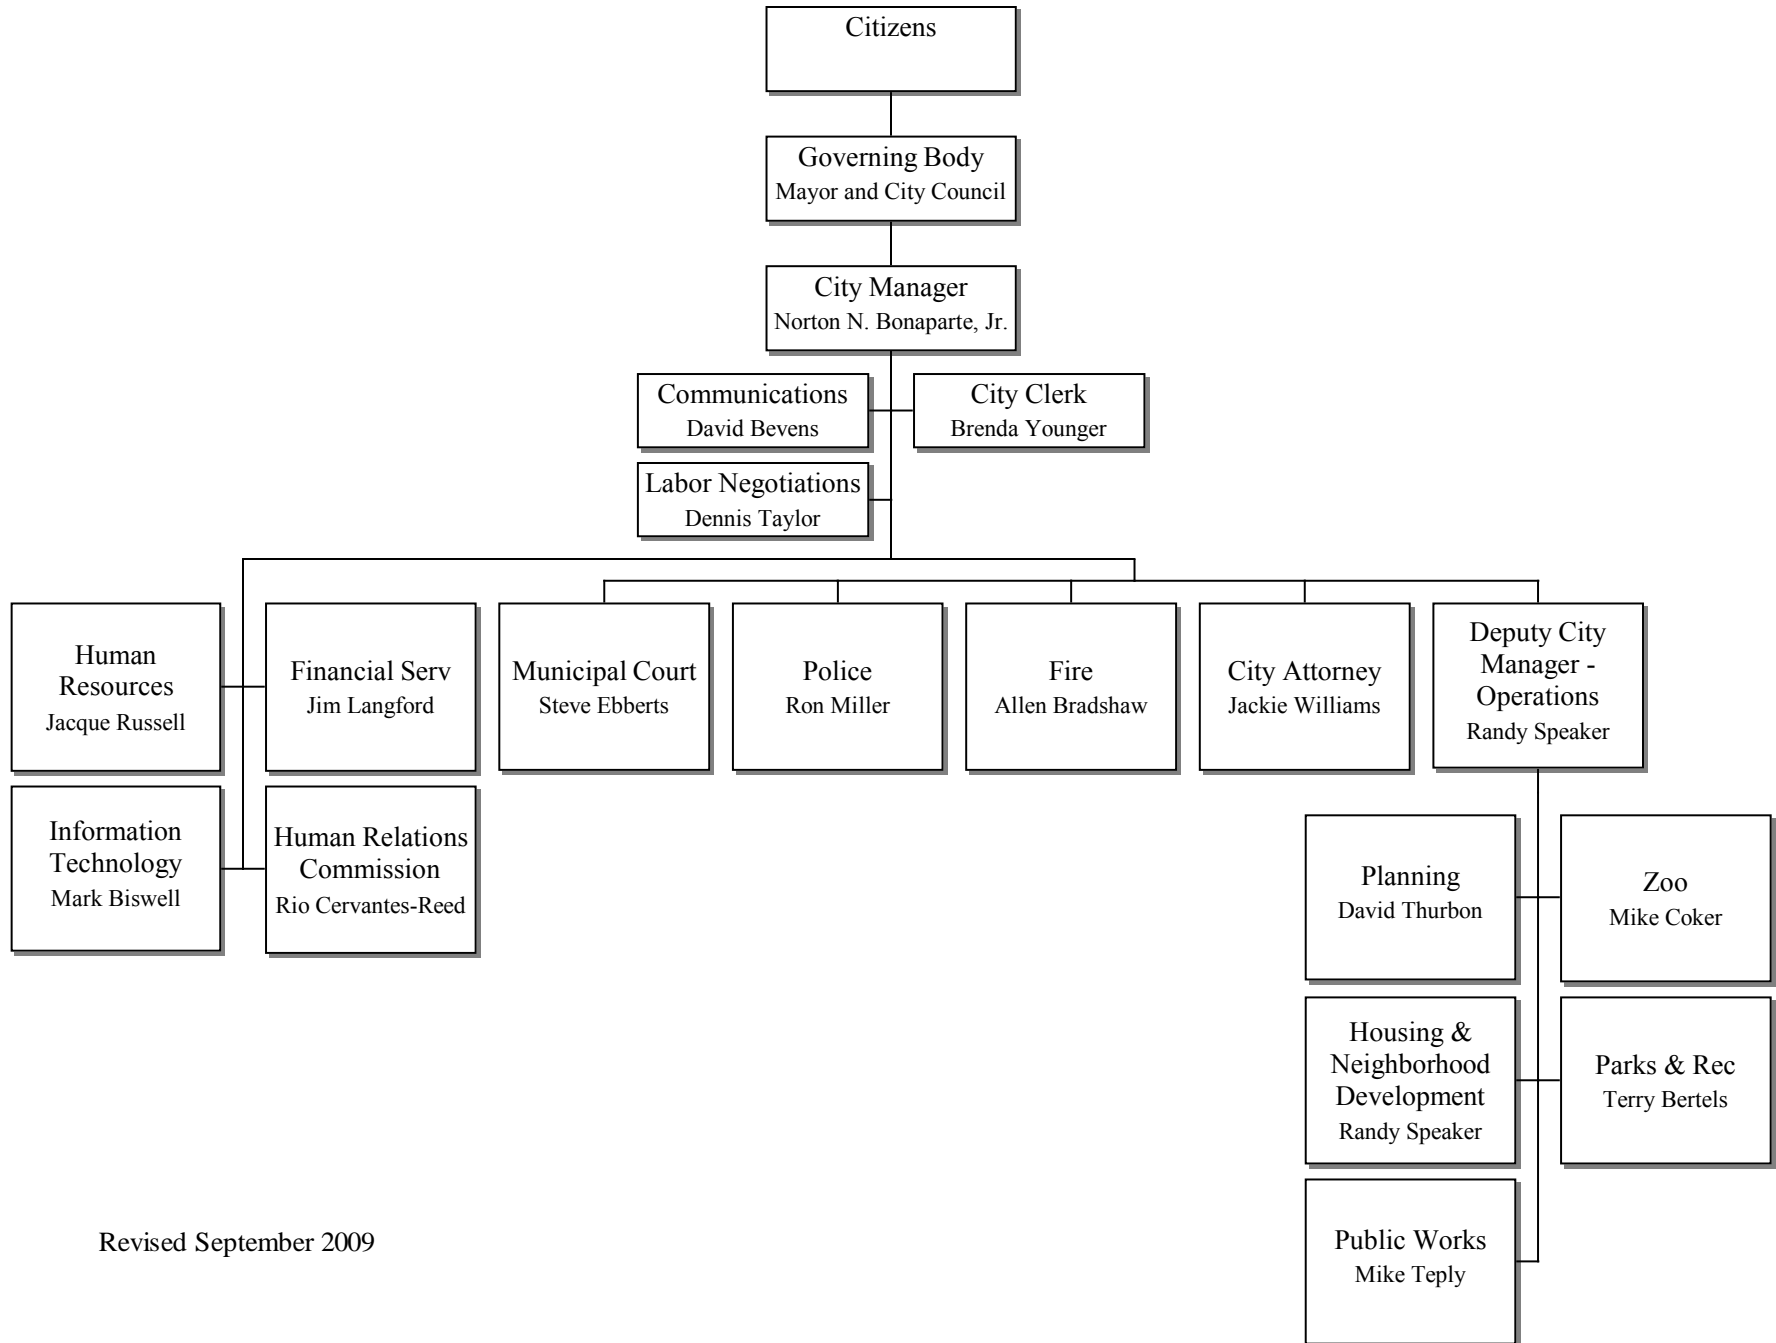 Citizens
Governing Body
Mayor and City Council
City Manager
Norton N. Bonaparte, Jr.
Communications
David Bevens
City Clerk
Brenda Younger
Labor Negotiations
Dennis Taylor
Human
Resources
Jacque Russell
Financial Serv
Jim Langford
Municipal Court
Steve Ebberts
Police
Ron Miller
Fire
Allen Bradshaw
City Attorney
Jackie Williams
Deputy City
Manager -
Operations
Randy Speaker
Information
Technology
Mark Biswell
Human Relations
Commission
Rio Cervantes-Reed
Planning
David Thurbon
Zoo
Mike Coker
Housing &
Neighborhood
Development
Randy Speaker
Parks & Rec
Terry Bertels
Public Works
Mike Teply
Revised September 2009